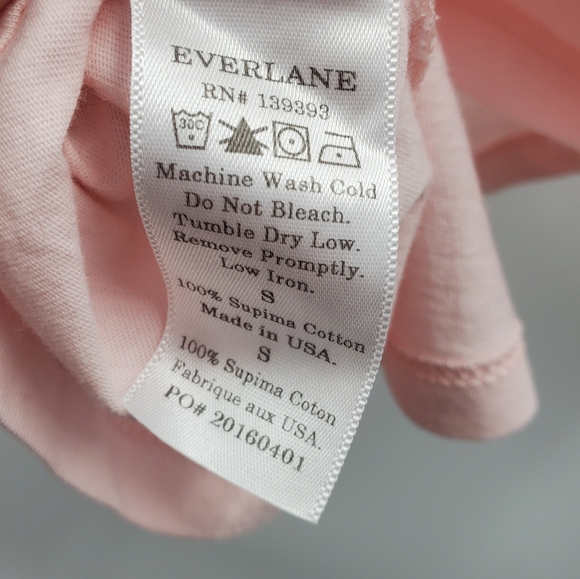 EVERLANE
RN# 139393
30C
Machine Wash Cold
Do Not Bleach.
Tumble Dry Low.
Remove Promptly.
Low Iron.
S
100% Supima Cotton
Made in USA.
S
100% Supima Coton
Fabrique aux USA.
PO# 20160401